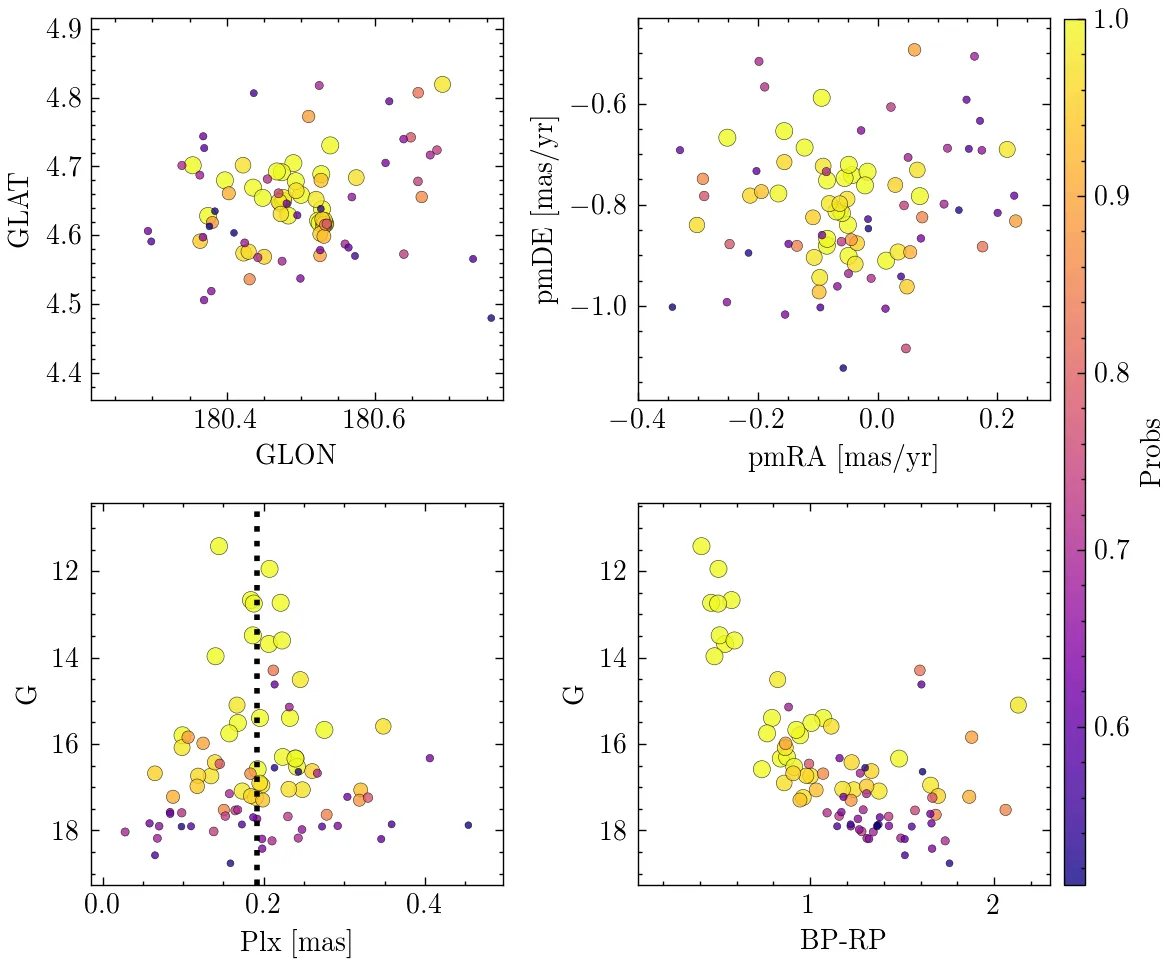 4.9
4.8
4.7
4.6
4.5
4.4
GLAT
180.4 180.6
GLON
−0.6
−0.8
−1.0
pmDE [mas/yr]
−0.4 −0.2 0.0 0.2
pmRA [mas/yr]
1.0
0.9
0.8
0.7
0.6
Probs
12
14
16
18
G
0.0 0.2 0.4
Plx [mas]
12
14
16
18
G
1 2
BP-RP